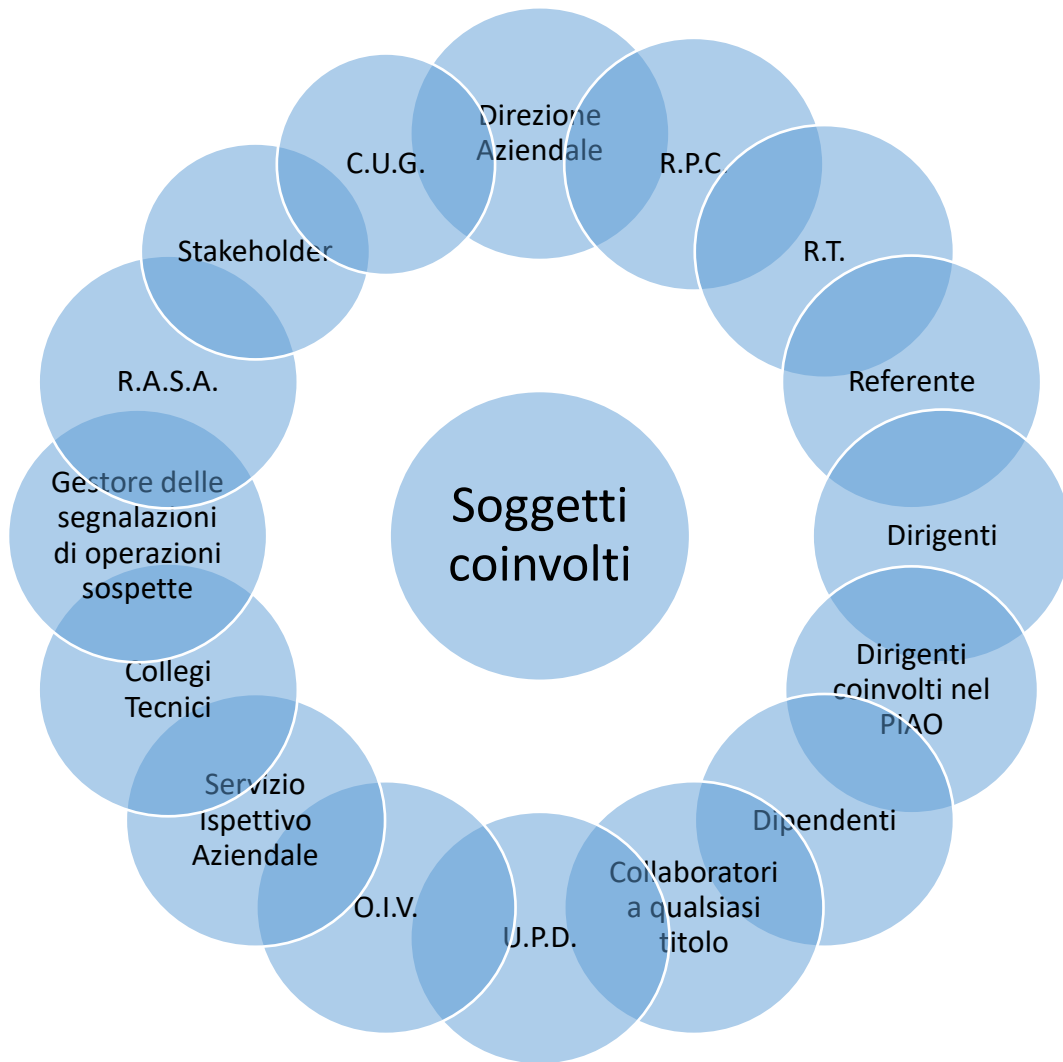 Direzione
Aziendale
R.P.C.
R.T.
Referente
Dirigenti
Dirigenti
coinvolti nel
PIAO
Dipendenti
Collaboratori
a qualsiasi
titolo
U.P.D.
O.I.V.
Servizio
Ispettivo
Aziendale
Collegi
Tecnici
Gestore delle
segnalazioni
di operazioni
sospette
R.A.S.A.
Stakeholder
C.U.G.
Soggetti
coinvolti